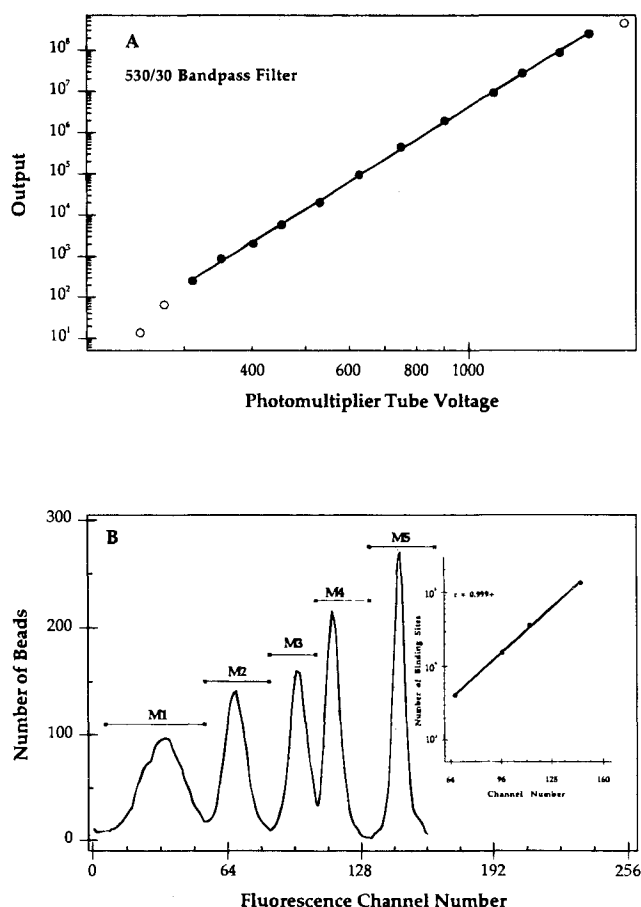 A
530/30 Bandpass Filter
Output
10⁸
10⁷
10⁶
10⁵
10⁴
10³
10²
10¹
400
600
800
1000
Photomultiplier Tube Voltage
B
Number of Beads
300
200
100
0
M1
M2
M3
M4
M5
r = 0.999+
Number of Binding Sites
64
96
128
160
Channel Number
0
64
128
192
256
Fluorescence Channel Number